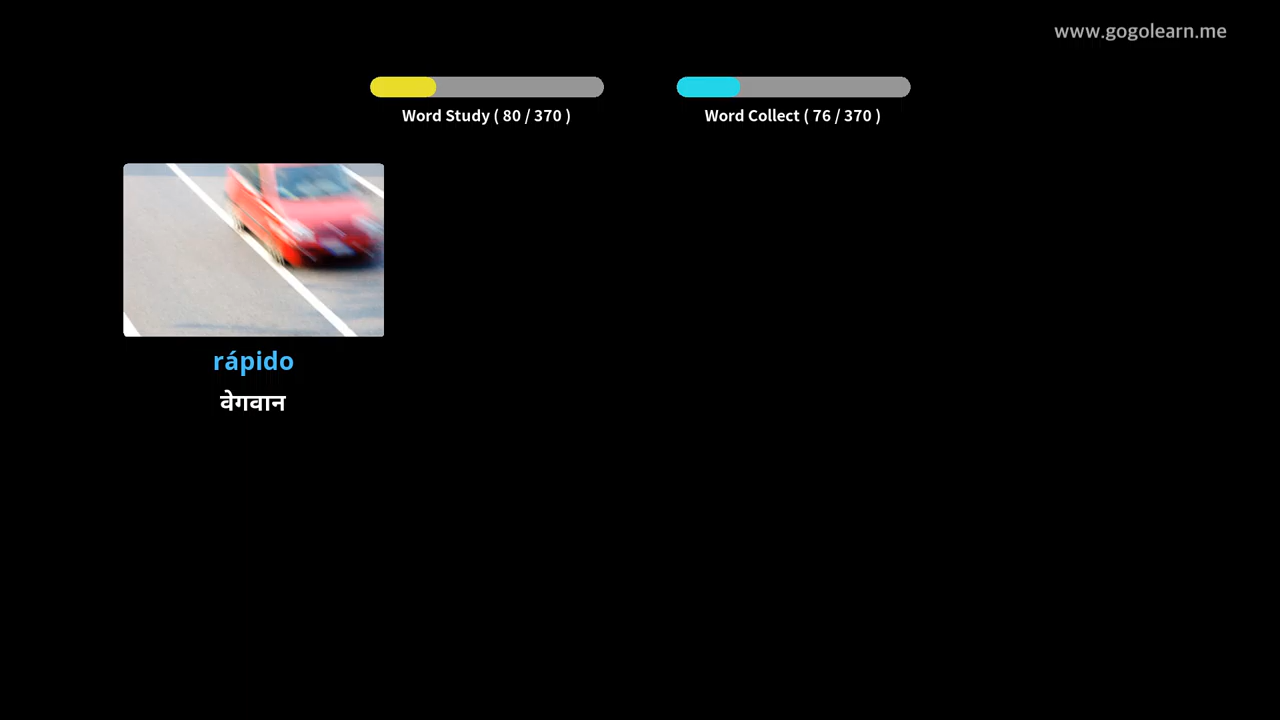 www.gogolearn.me
Word Study ( 80 / 370 )
Word Collect ( 76 / 370 )
rápido
वेगवान